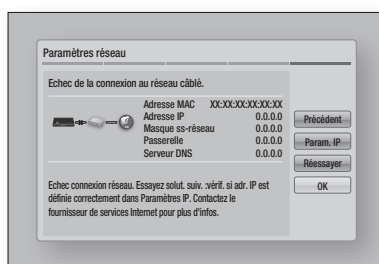 Paramètres réseau
Echec de la connexion au réseau câblé.
Adresse MAC XX:XX:XX:XX:XX:XX
Adresse IP 0.0.0.0
Masque ss-réseau 0.0.0.0
Passerelle 0.0.0.0
Serveur DNS 0.0.0.0
Précédent
Param. IP
Réessayer
OK
Echec connexion réseau. Essayez solut. suiv. :vérif. si adr. IP est
définie correctement dans Paramètres IP. Contactez le
fournisseur de services Internet pour plus d'infos.